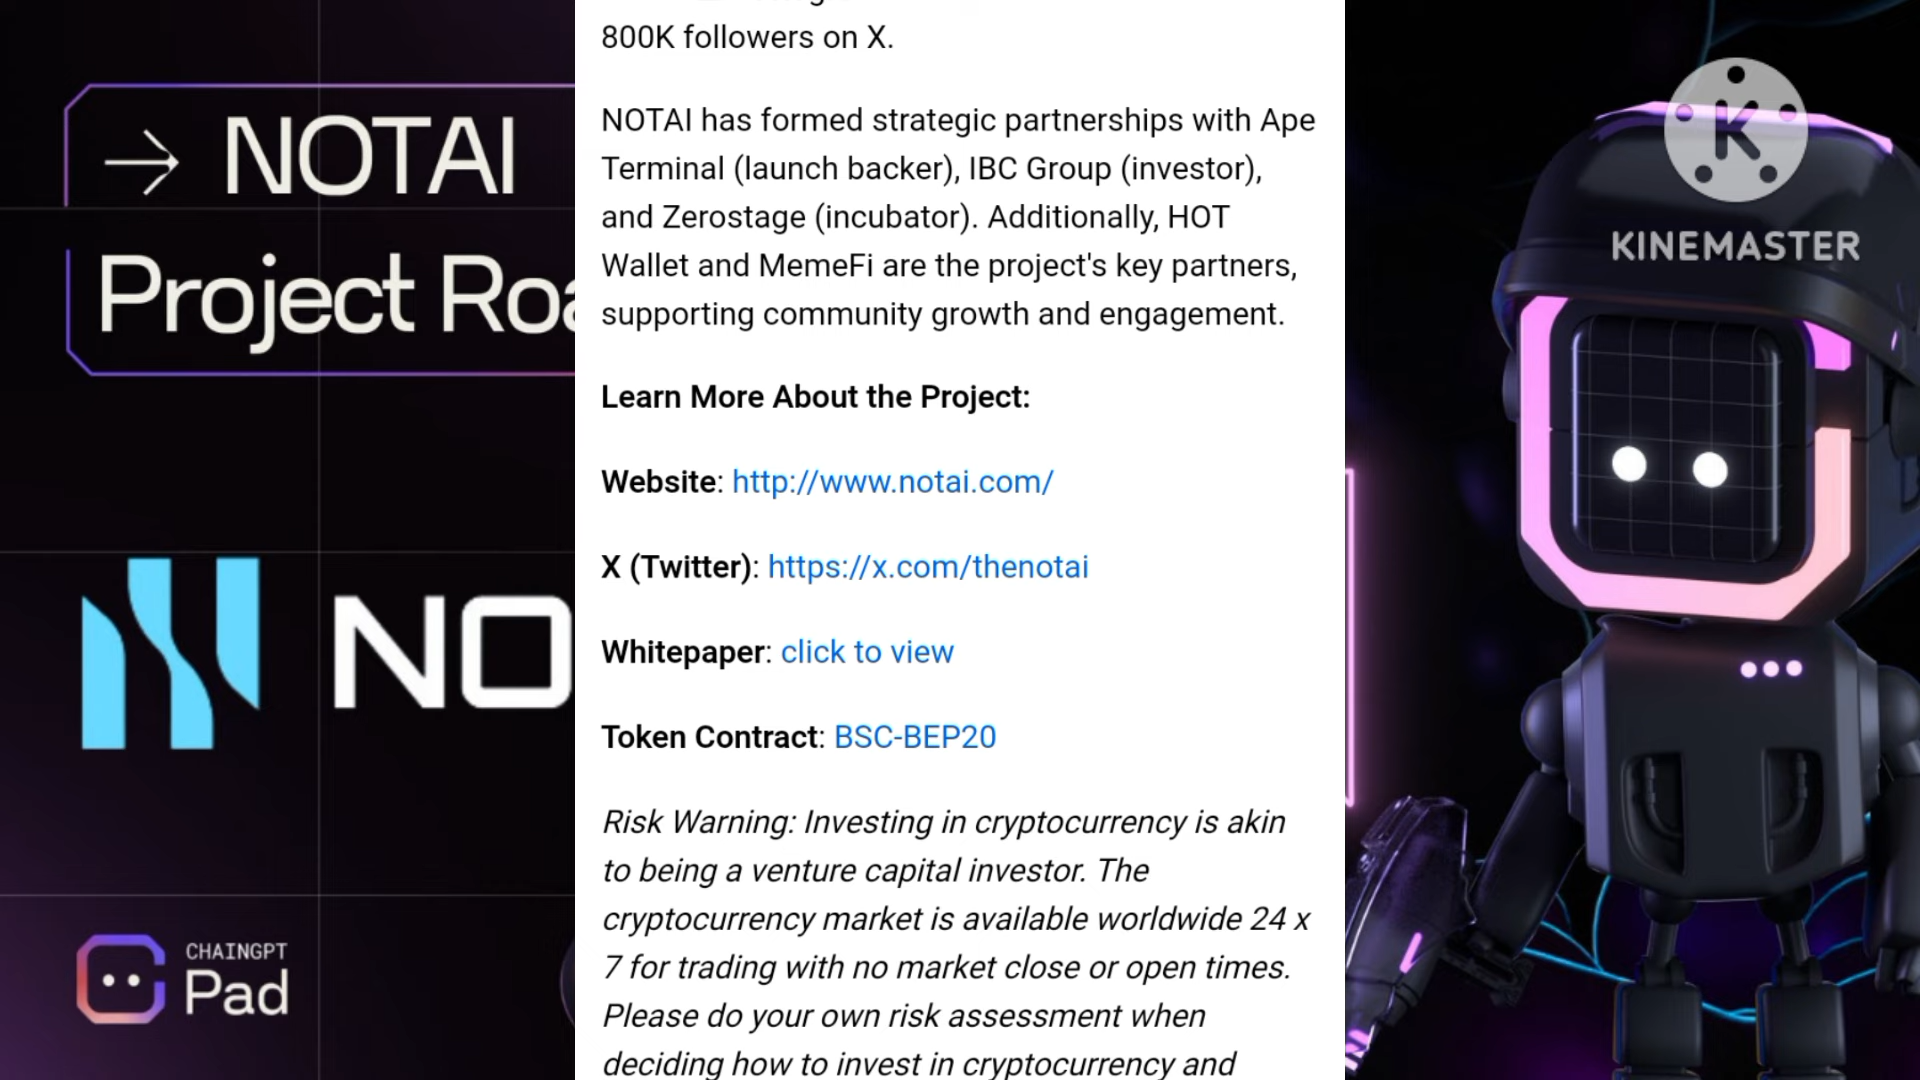 NOTAI
Project Ro
NO
CHAINGPT
Pad
800K followers on X.
NOTAI has formed strategic partnerships with Ape
Terminal (launch backer), IBC Group (investor),
and Zerostage (incubator). Additionally, HOT
Wallet and MemeFi are the project's key partners,
supporting community growth and engagement.
Learn More About the Project:
Website: http://www.notai.com/
X (Twitter): https://x.com/thenotai
Whitepaper: click to view
Token Contract: BSC-BEP20
Risk Warning: Investing in cryptocurrency is akin
to being a venture capital investor. The
cryptocurrency market is available worldwide 24 x
7 for trading with no market close or open times.
Please do your own risk assessment when
deciding how to invest in cryptocurrency and
K
KINEMASTER